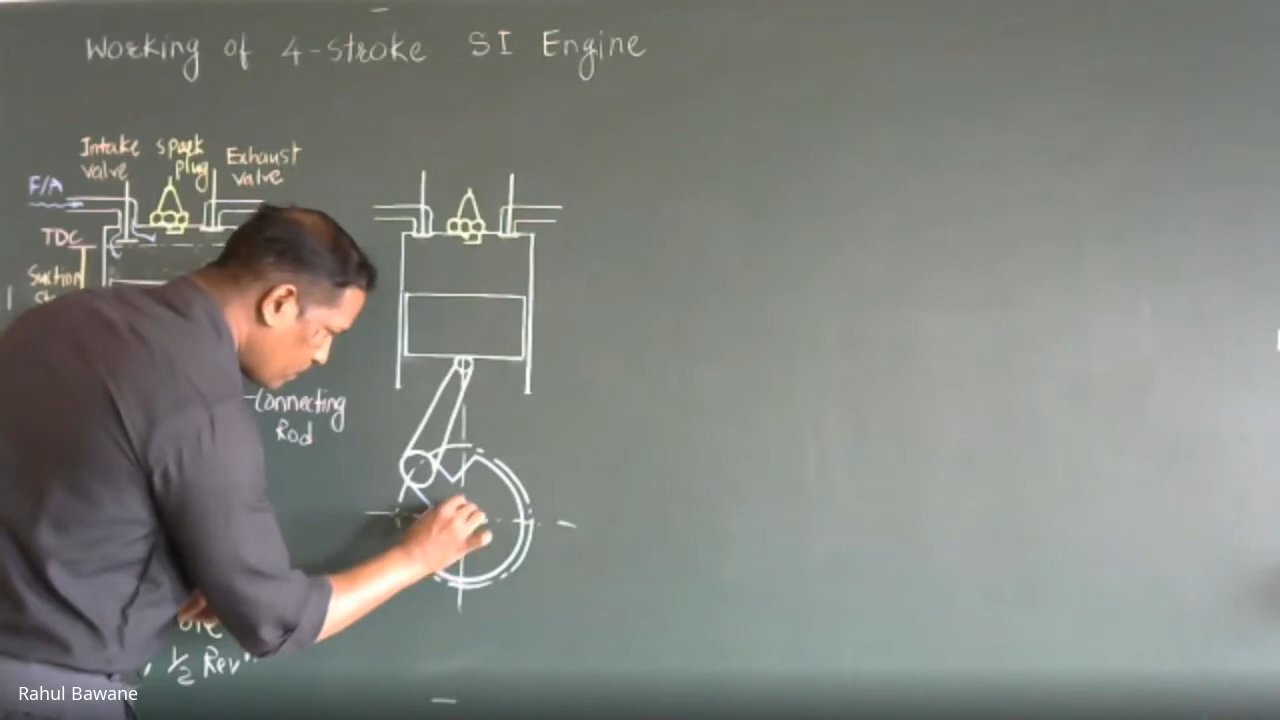 Working of 4-stroke SI Engine
Intake spark Exhaust
valve plug valve
F/A
TDC
Suction
Connecting
Rod
1/2 Revⁿ
Rahul Bawane